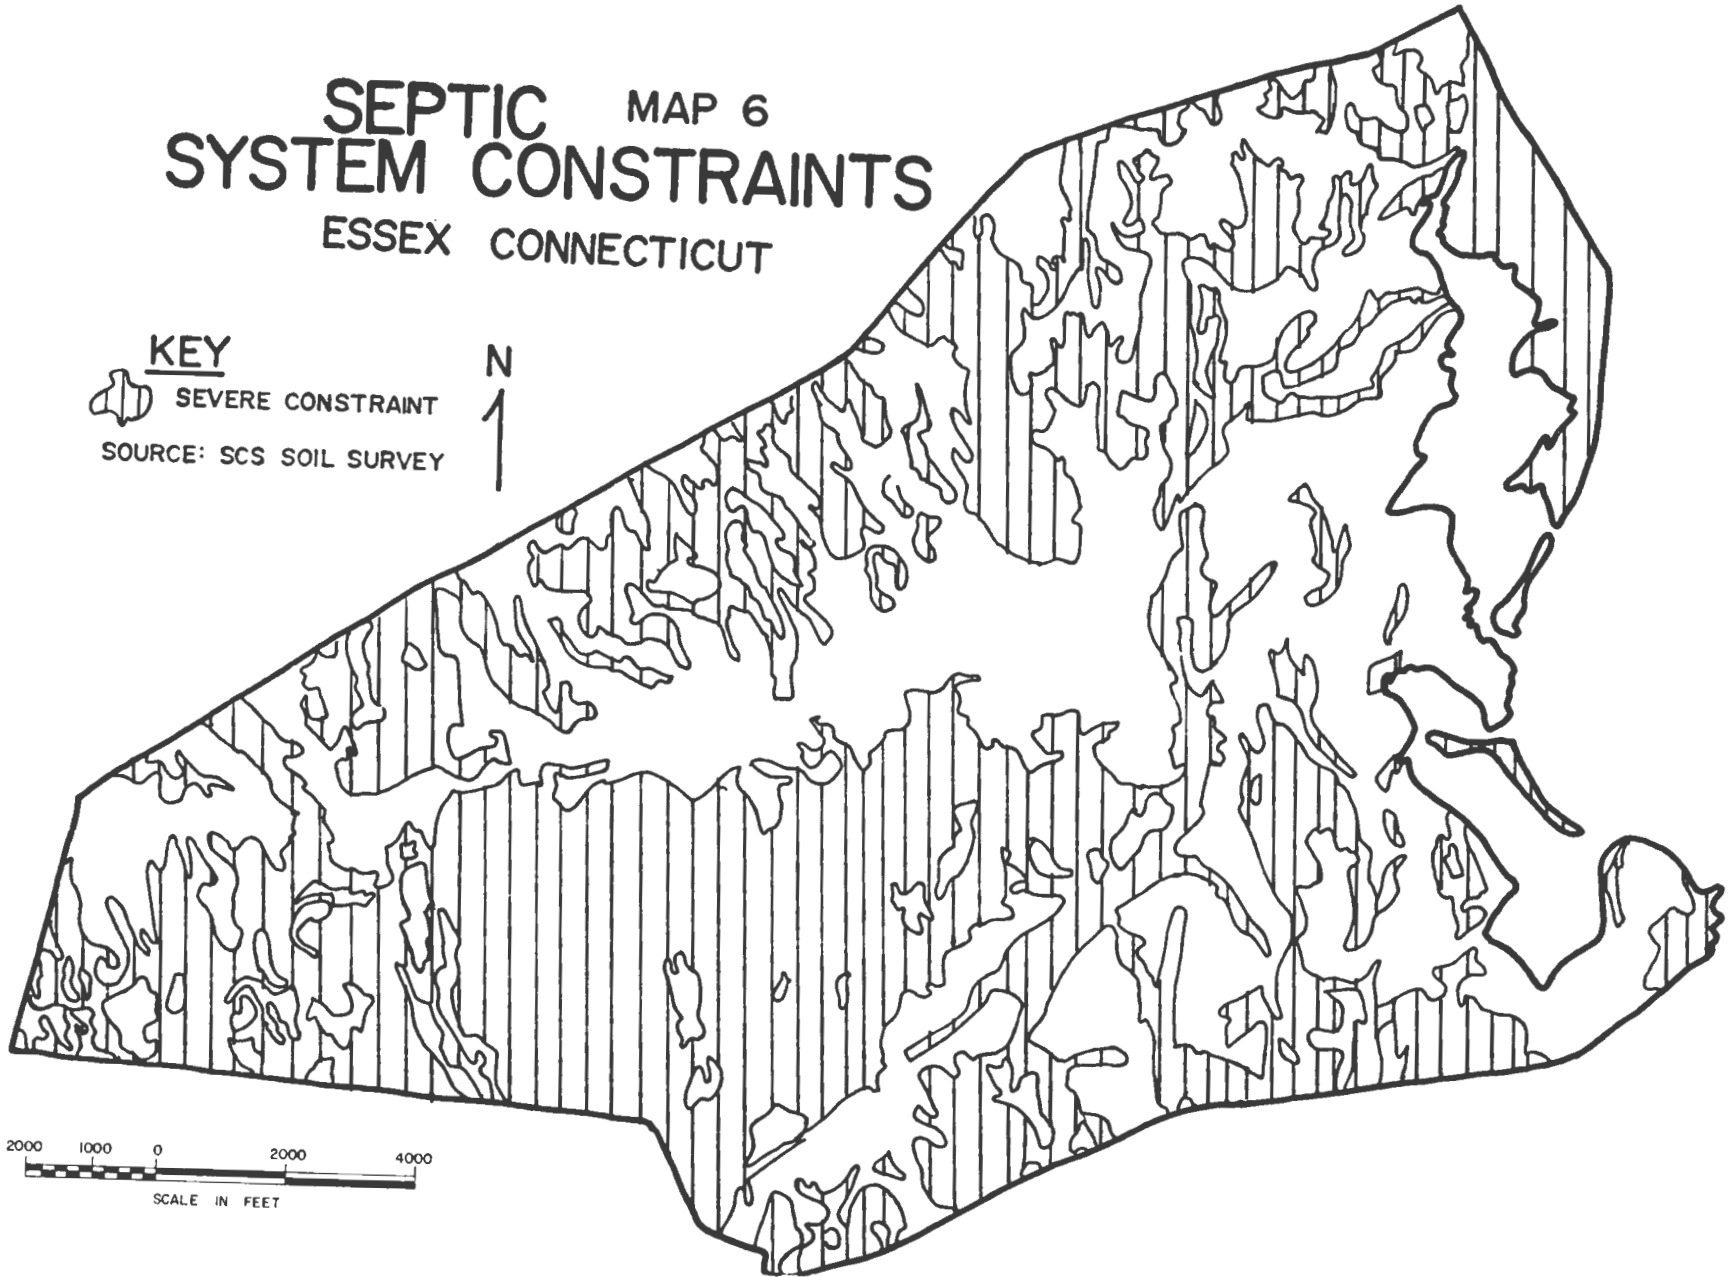 SEPTIC MAP 6
SYSTEM CONSTRAINTS
ESSEX CONNECTICUT
KEY
SEVERE CONSTRAINT
SOURCE: SCS SOIL SURVEY
N
2000 1000 0 2000 4000
SCALE IN FEET